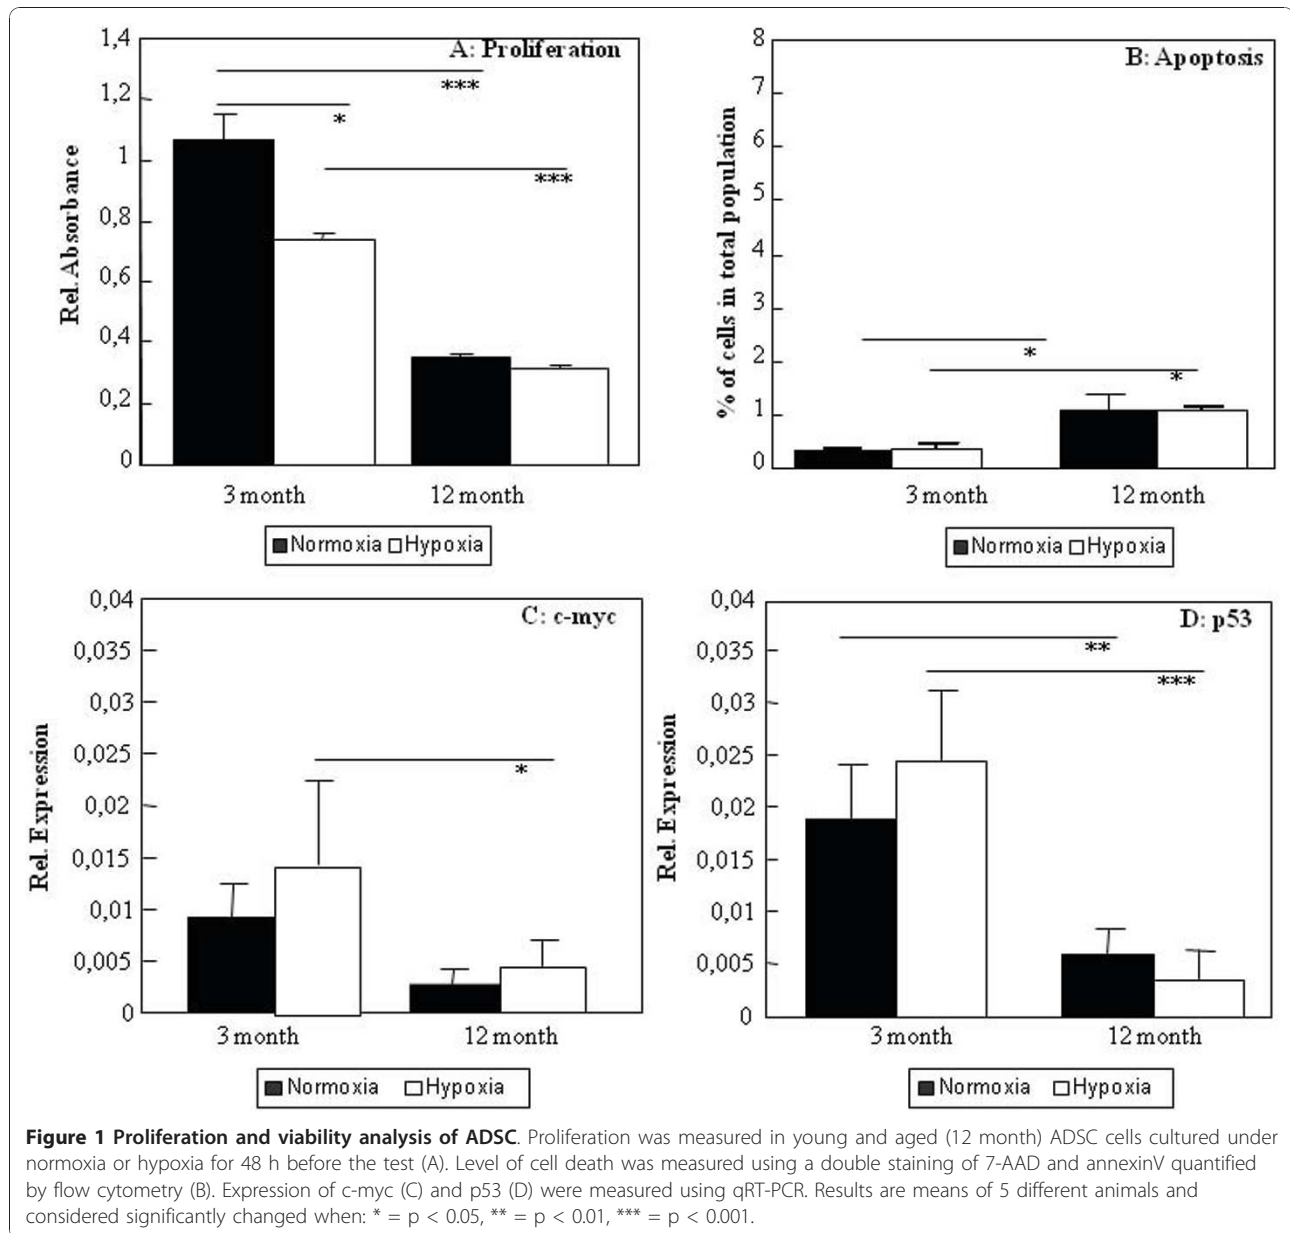 A: Proliferation
Rel. Absorbance
1,4
1,2
1
0,8
0,6
0,4
0,2
0
***
*
***
3 month 12 month
Normoxia Hypoxia
B: Apoptosis
% of cells in total population
8
7
6
5
4
3
2
1
0
*
*
3 month 12 month
Normoxia Hypoxia
C: c-myc
Rel. Expression
0,04
0,035
0,03
0,025
0,02
0,015
0,01
0,005
0
*
3 month 12 month
Normoxia Hypoxia
D: p53
Rel. Expression
0,04
0,035
0,03
0,025
0,02
0,015
0,01
0,005
0
**
***
3 month 12 month
Normoxia Hypoxia
Figure 1 Proliferation and viability analysis of ADSC. Proliferation was measured in young and aged (12 month) ADSC cells cultured under
normoxia or hypoxia for 48 h before the test (A). Level of cell death was measured using a double staining of 7-AAD and annexinV quantified
by flow cytometry (B). Expression of c-myc (C) and p53 (D) were measured using qRT-PCR. Results are means of 5 different animals and
considered significantly changed when: * = p < 0.05, ** = p < 0.01, *** = p < 0.001.